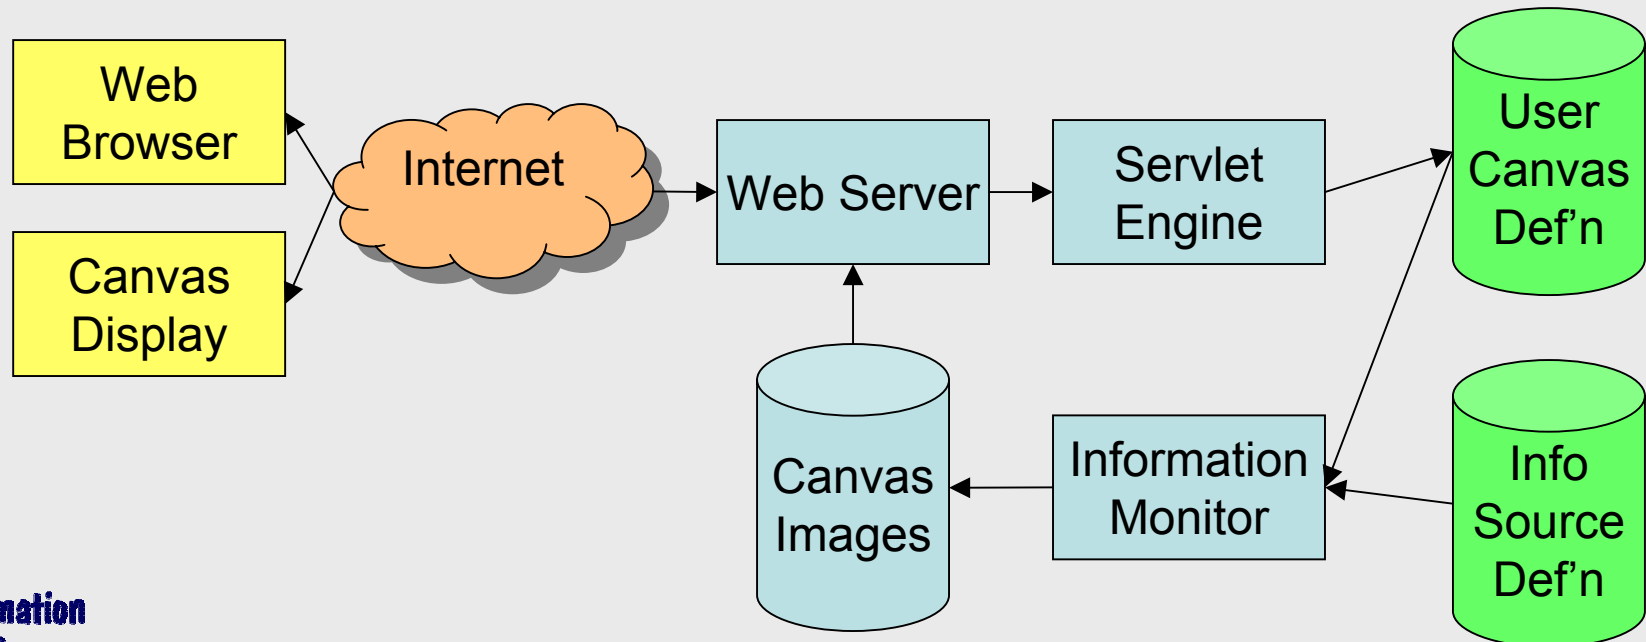 Web
Browser
Canvas
Display
Internet
Web Server
Servlet
Engine
User
Canvas
Def’n
Canvas
Images
Information
Monitor
Info
Source
Def’n
mation